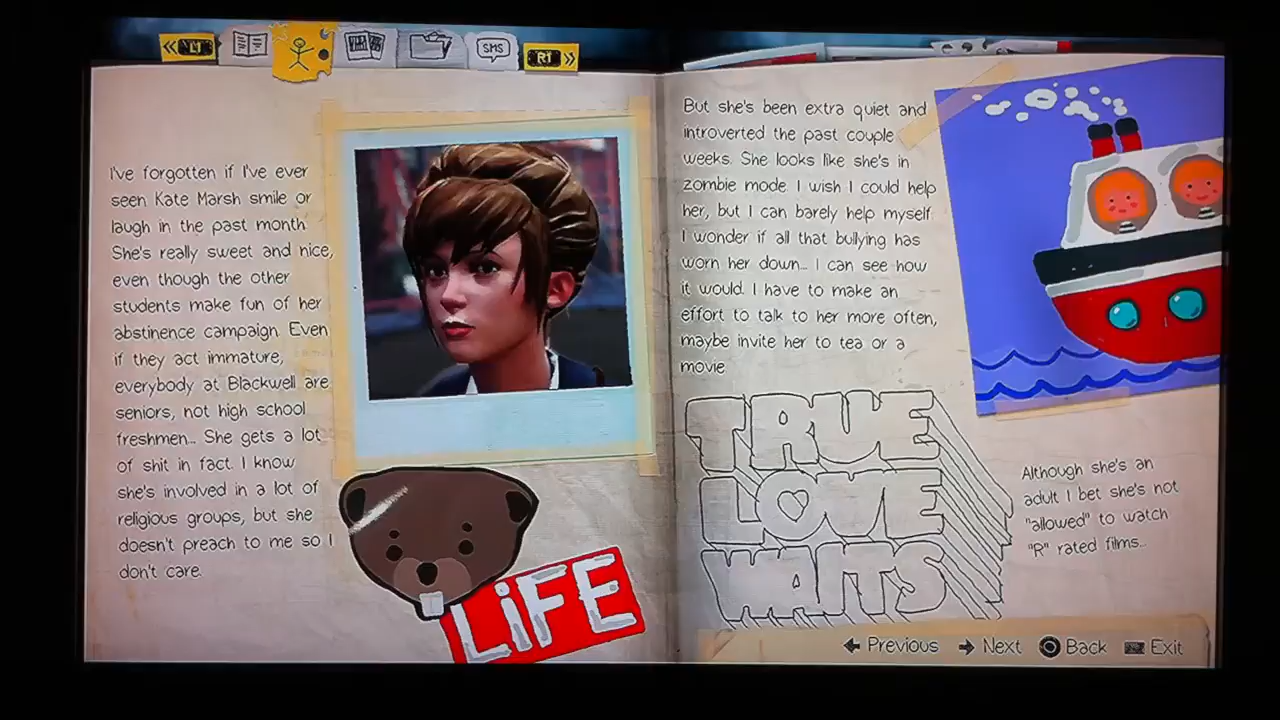 LT
SMS
RT
I've forgotten if I've ever
seen Kate Marsh smile or
laugh in the past month.
She's really sweet and nice,
even though the other
students make fun of her
abstinence campaign. Even
if they act immature,
everybody at Blackwell are
seniors, not high school
freshmen... She gets a lot
of shit in fact. I know
she's involved in a lot of
religious groups, but she
doesn't preach to me so I
don't care.
LiFE
But she's been extra quiet and
introverted the past couple
weeks. She looks like she's in
zombie mode. I wish I could help
her, but I can barely help myself.
I wonder if all that bullying has
worn her down... I can see how
it would. I have to make an
effort to talk to her more often,
maybe invite her to tea or a
movie
TRUE
LOVE
WAITS
Although she's an
adult I bet she's not
"allowed" to watch
"R" rated films...
Previous Next Back Exit